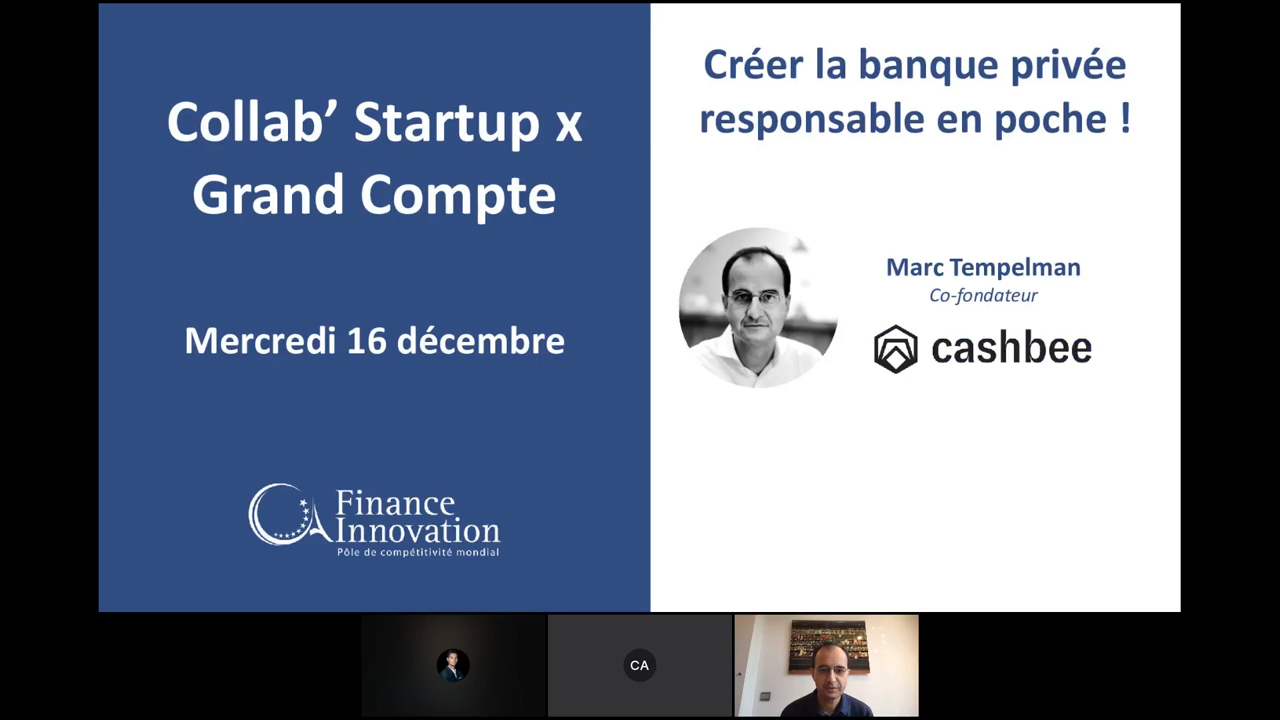 Collab’ Startup x
Grand Compte
Mercredi 16 décembre
Finance
Innovation
Pôle de compétitivité mondial
Créer la banque privée
responsable en poche !
Marc Tempelman
Co-fondateur
cashbee
CA